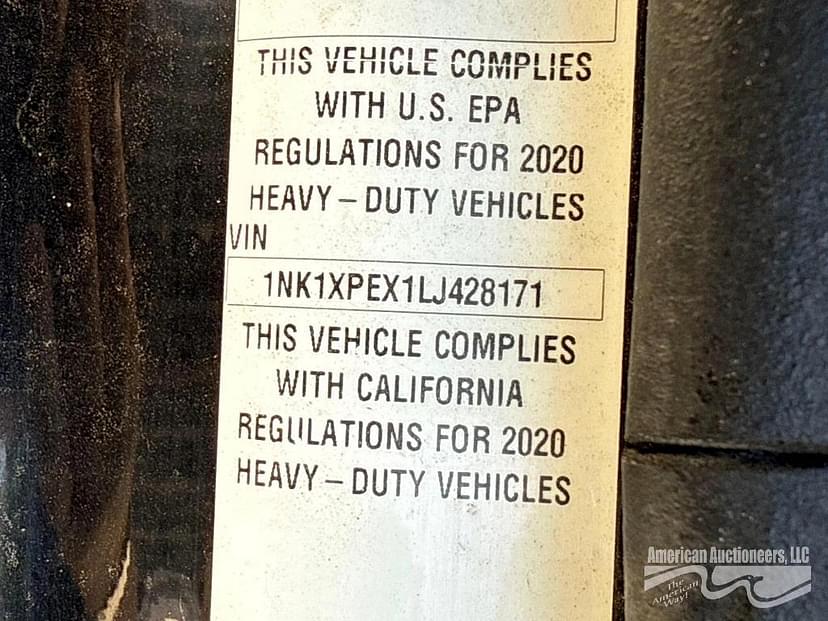 THIS VEHICLE COMPLIES
WITH U.S. EPA
REGULATIONS FOR 2020
HEAVY – DUTY VEHICLES
VIN
1NK1XPEX1LJ428171
THIS VEHICLE COMPLIES
WITH CALIFORNIA
REGULATIONS FOR 2020
HEAVY – DUTY VEHICLES
American Auctioneers, LLC
The
American
Way!